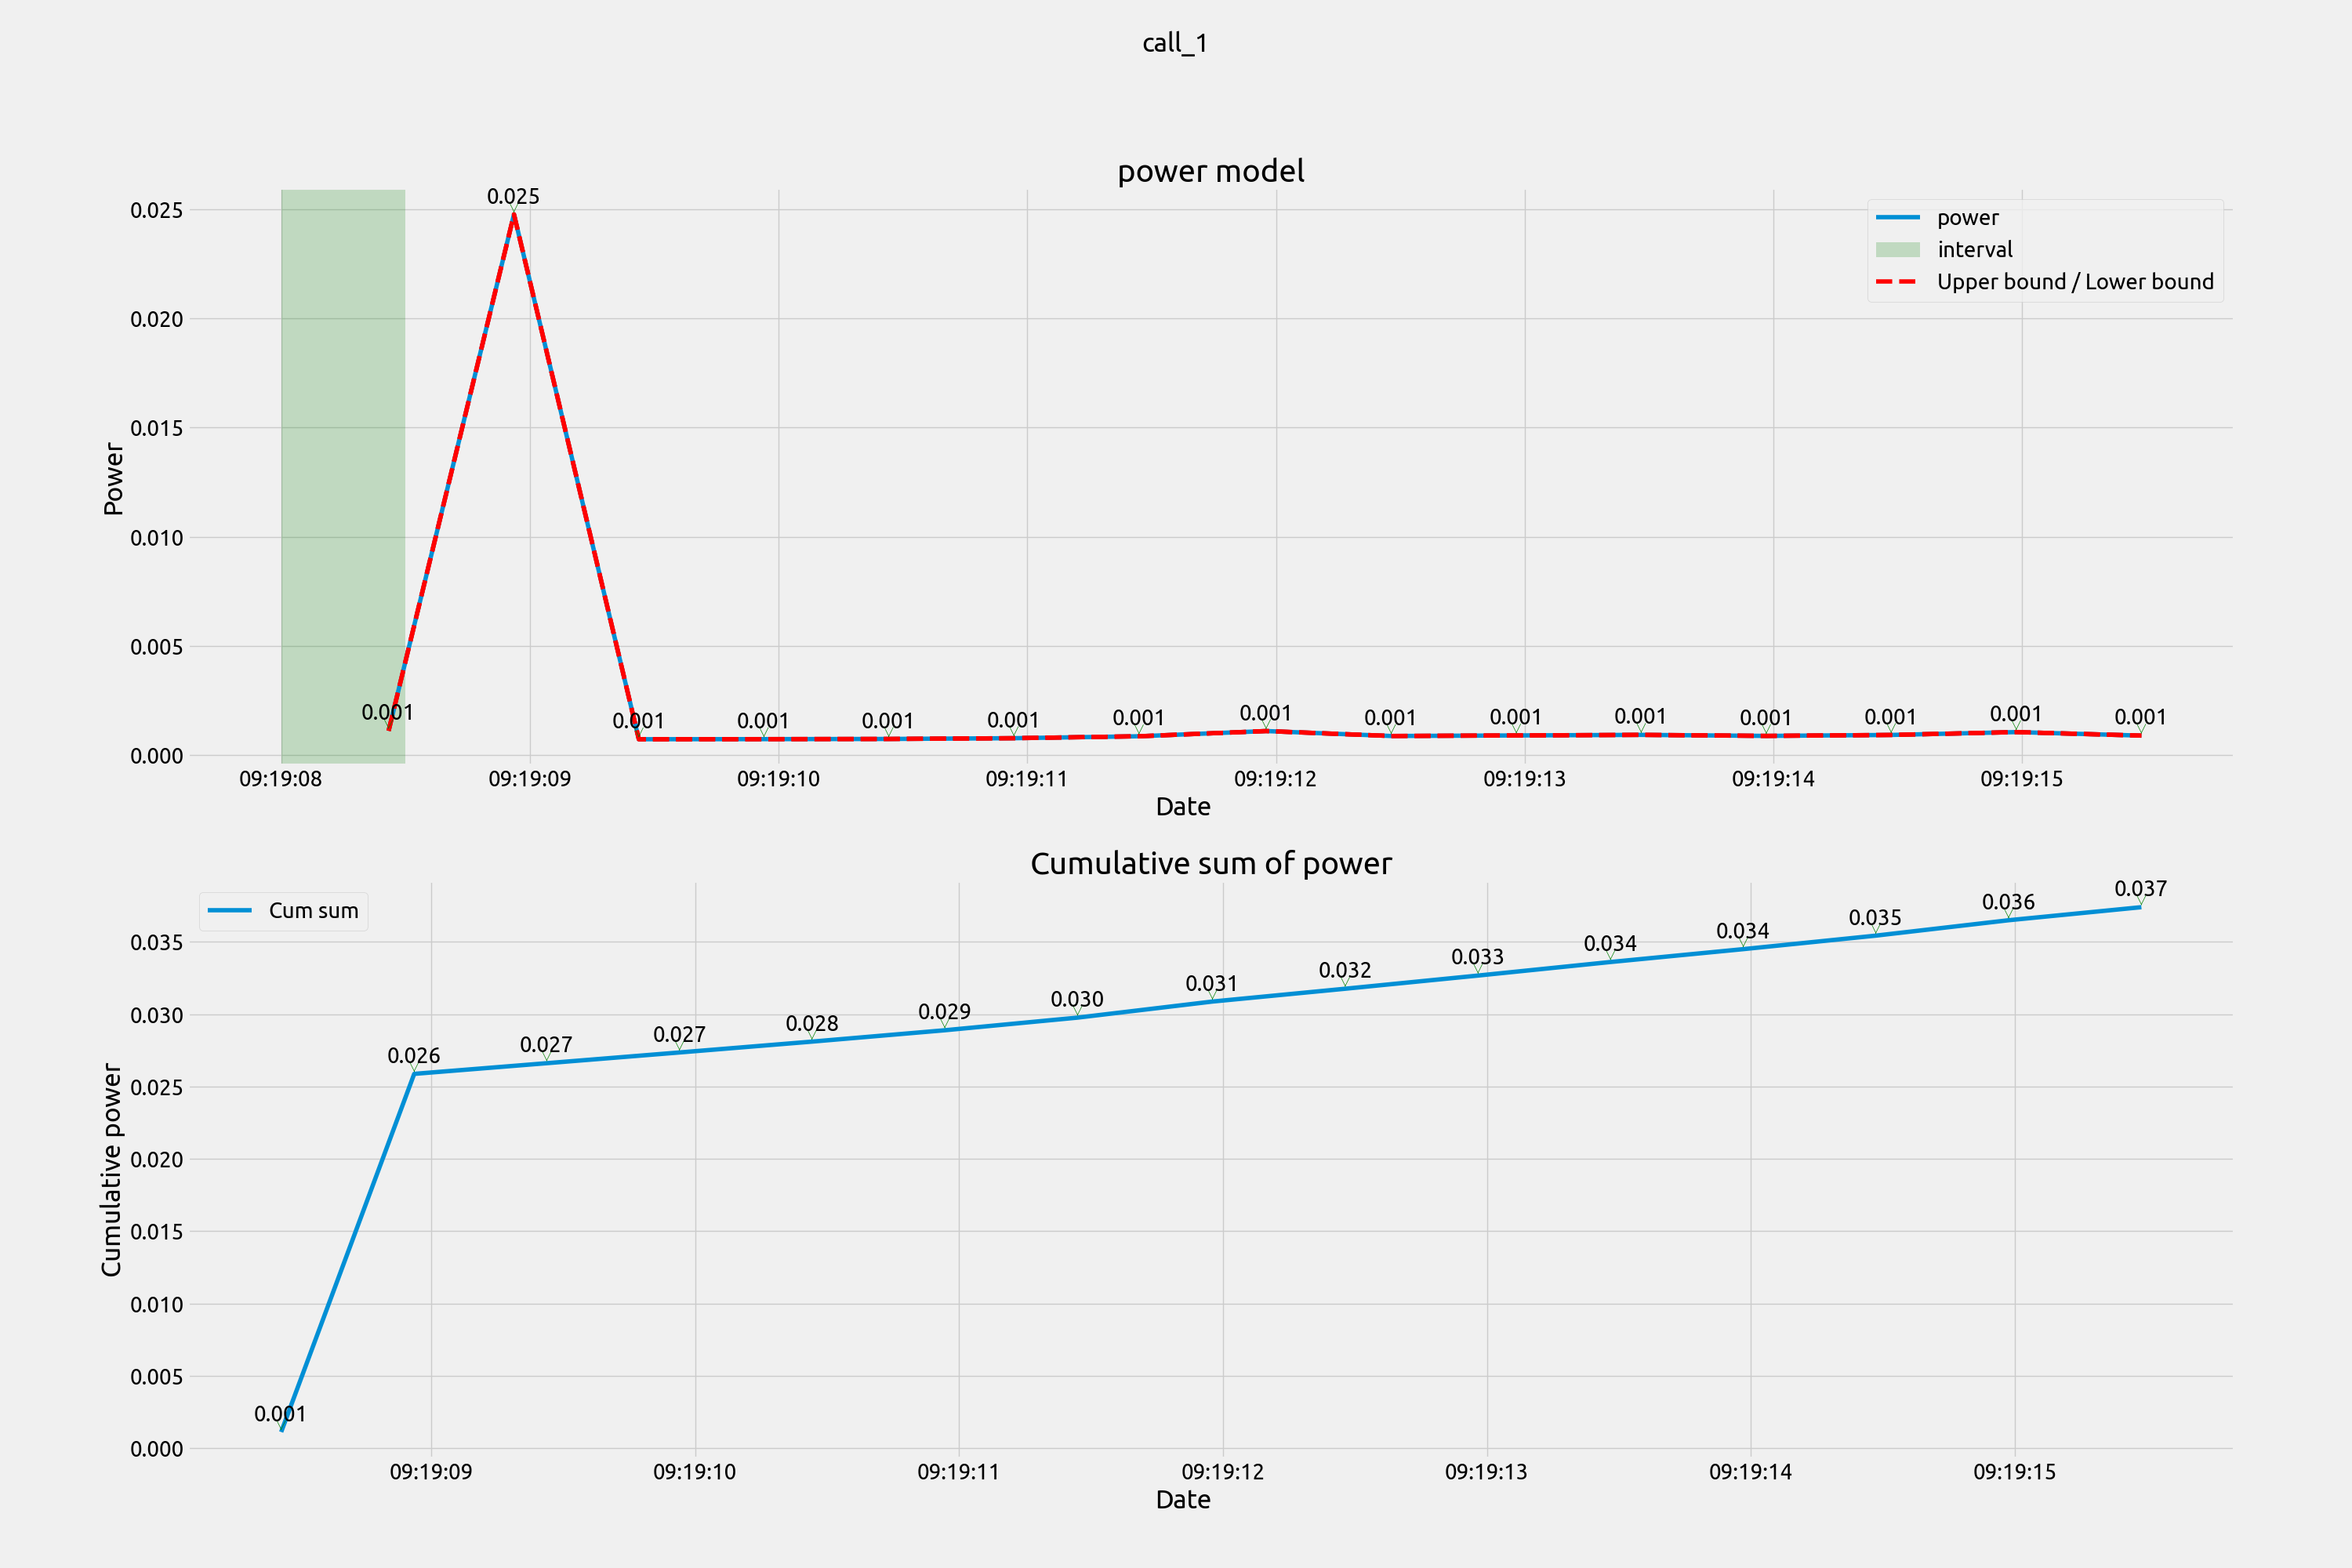 call_1
power model
0.025
0.025
power
interval
Upper bound / Lower bound
0.020
0.015
Power
0.010
0.005
0.001 0.001 0.001 0.001 0.001 0.001 0.001 0.001 0.001 0.001 0.001 0.001 0.001 0.001
0.000
09:19:08 09:19:09 09:19:10 09:19:11 09:19:12 09:19:13 09:19:14 09:19:15
Date
Cumulative sum of power
Cum sum
0.026 0.027 0.027 0.028 0.029 0.030 0.031 0.032 0.033 0.034 0.034 0.035 0.036 0.037
0.035
0.030
0.025
Cumulative power
0.020
0.015
0.010
0.005
0.001
0.000
09:19:09 09:19:10 09:19:11 09:19:12 09:19:13 09:19:14 09:19:15
Date